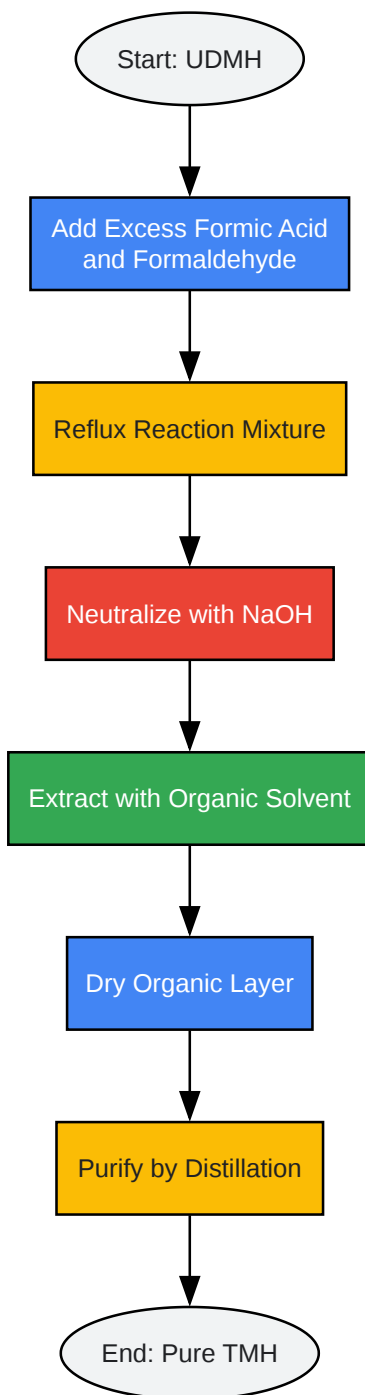 Start: UDMH
Add Excess Formic Acid
and Formaldehyde
Reflux Reaction Mixture
Neutralize with NaOH
Extract with Organic Solvent
Dry Organic Layer
Purify by Distillation
End: Pure TMH